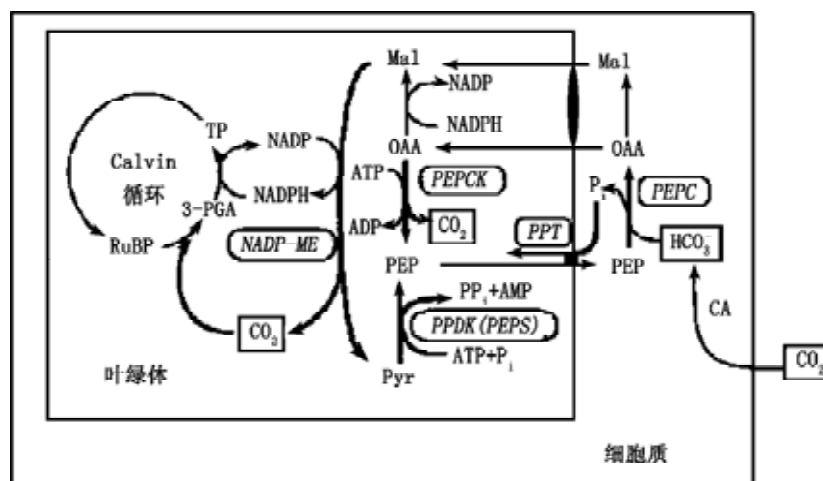 Mal
Mal
NADP
NADPH
OAA
OAA
TP
NADP
Calvin
循环
NADPH
3-PGA
RuBP
ATP
PEPCK
ADP
CO2
NADP-ME
PPT
Pi
PEPC
HCO3-
PEP
PEP
CA
PPi+AMP
PPDK(PEPS)
ATP+Pi
CO2
Pyr
CO2
叶绿体
细胞质